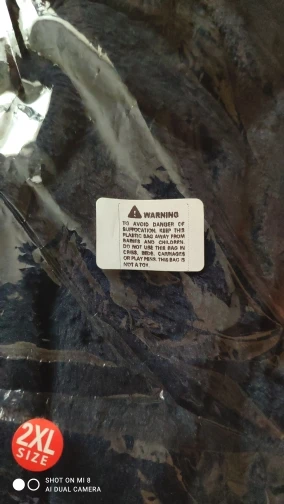 WARNING
TO AVOID DANGER OF
SUFFOCATION, KEEP THIS
PLASTIC BAG AWAY FROM
BABIES AND CHILDREN.
DO NOT USE THIS BAG IN
CRIBS, BEDS, CARRIAGES
OR PLAY PENS. THIS BAG IS
NOT A TOY.
2XL
SIZE
SHOT ON MI 8
AI DUAL CAMERA